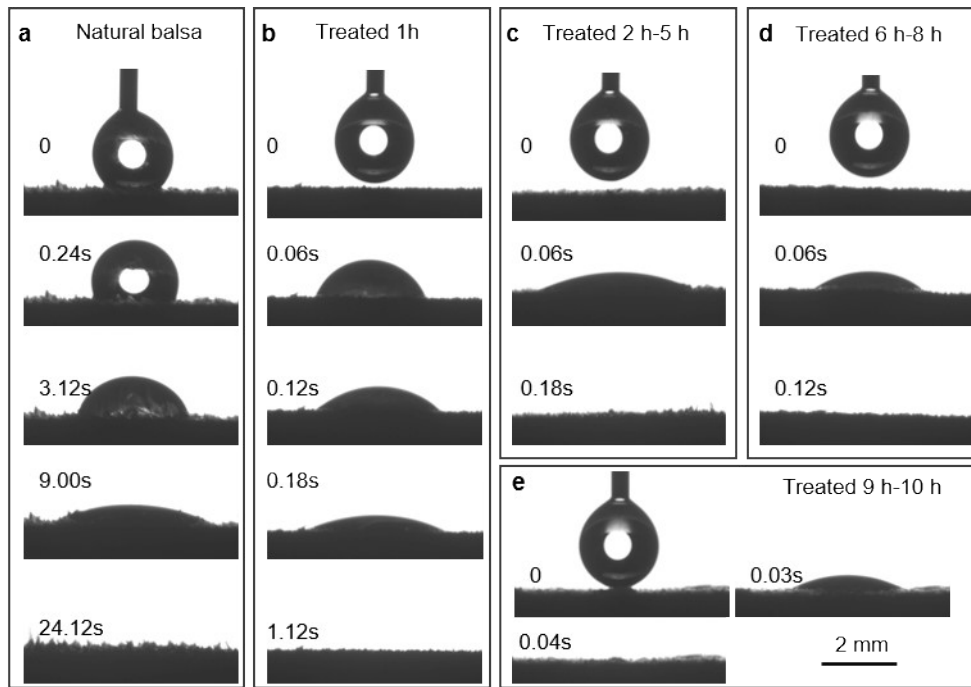 a Natural balsa
0
0.24s
3.12s
9.00s
24.12s
b Treated 1h
0
0.06s
0.12s
0.18s
1.12s
c Treated 2 h-5 h
0
0.06s
0.18s
d Treated 6 h-8 h
0
0.06s
0.12s
e Treated 9 h-10 h
0
0.03s
0.04s
2 mm